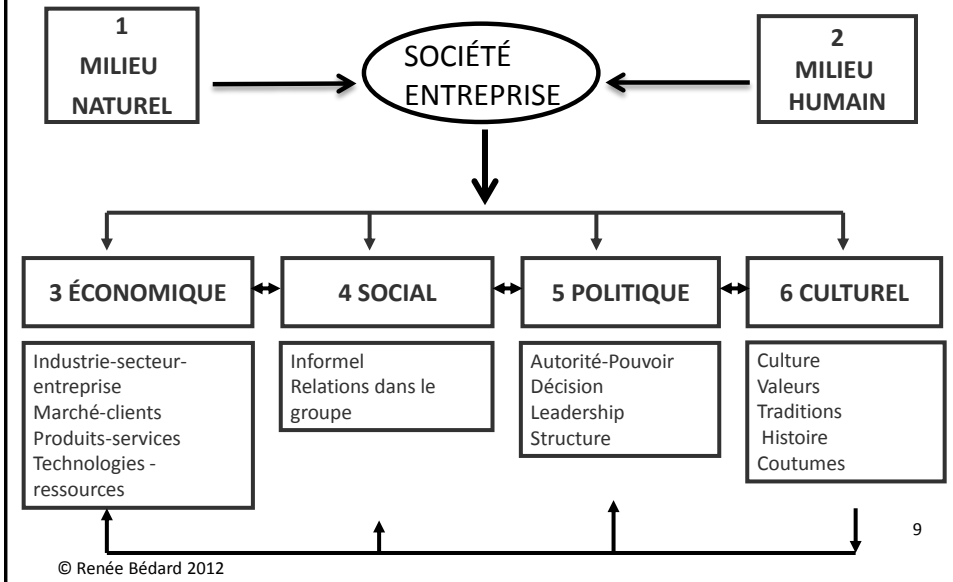 1
MILIEU
NATUREL
SOCIÉTÉ
ENTREPRISE
2
MILIEU
HUMAIN
3 ÉCONOMIQUE
4 SOCIAL
5 POLITIQUE
6 CULTUREL
Industrie-secteur-
entreprise
Marché-clients
Produits-services
Technologies -
ressources
Informel
Relations dans le
groupe
Autorité-Pouvoir
Décision
Leadership
Structure
Culture
Valeurs
Traditions
Histoire
Coutumes
9
© Renée Bédard 2012